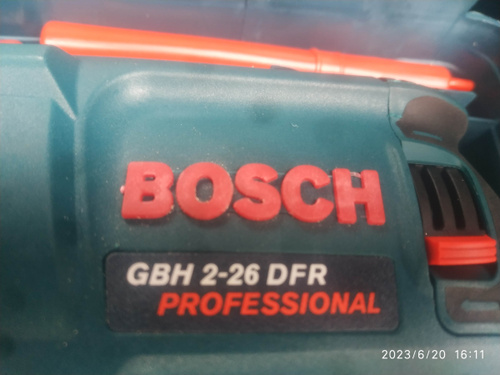 BOSCH
GBH 2-26 DFR
PROFESSIONAL
2023/6/20 16:11